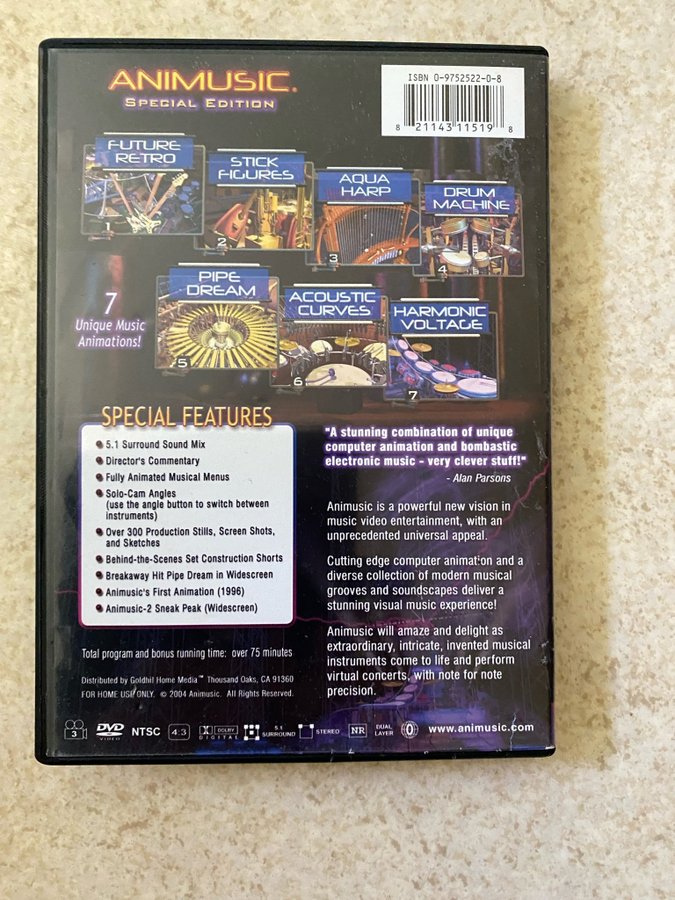 ANIMUSIC.
SPECIAL EDITION
ISBN 0-9752522-0-8
8 21143 11519 8
FUTURE
RETRO
1
STICK
FIGURES
2
AQUA
HARP
3
DRUM
MACHINE
4
7
Unique Music
Animations!
PIPE
DREAM
5
ACOUSTIC
CURVES
6
HARMONIC
VOLTAGE
7
SPECIAL FEATURES
5.1 Surround Sound Mix
Director's Commentary
Fully Animated Musical Menus
Solo-Cam Angles
(use the angle button to switch between
instruments)
Over 300 Production Stills, Screen Shots,
and Sketches
Behind-the-Scenes Set Construction Shorts
Breakaway Hit Pipe Dream in Widescreen
Animusic's First Animation (1996)
Animusic-2 Sneak Peak (Widescreen)
Total program and bonus running time: over 75 minutes
Distributed by Goldhil Home Media™ Thousand Oaks, CA 91360
FOR HOME USE ONLY. © 2004 Animusic. All Rights Reserved.
"A stunning combination of unique
computer animation and bombastic
electronic music - very clever stuff!"
- Alan Parsons
Animusic is a powerful new vision in
music video entertainment, with an
unprecedented universal appeal.
Cutting edge computer animation and a
diverse collection of modern musical
grooves and soundscapes deliver a
stunning visual music experience!
Animusic will amaze and delight as
extraordinary, intricate, invented musical
instruments come to life and perform
virtual concerts, with note for note
precision.
3 DVD VIDEO NTSC 4:3 DOLBY DIGITAL 5.1 SURROUND STEREO NR DUAL LAYER 0 www.animusic.com